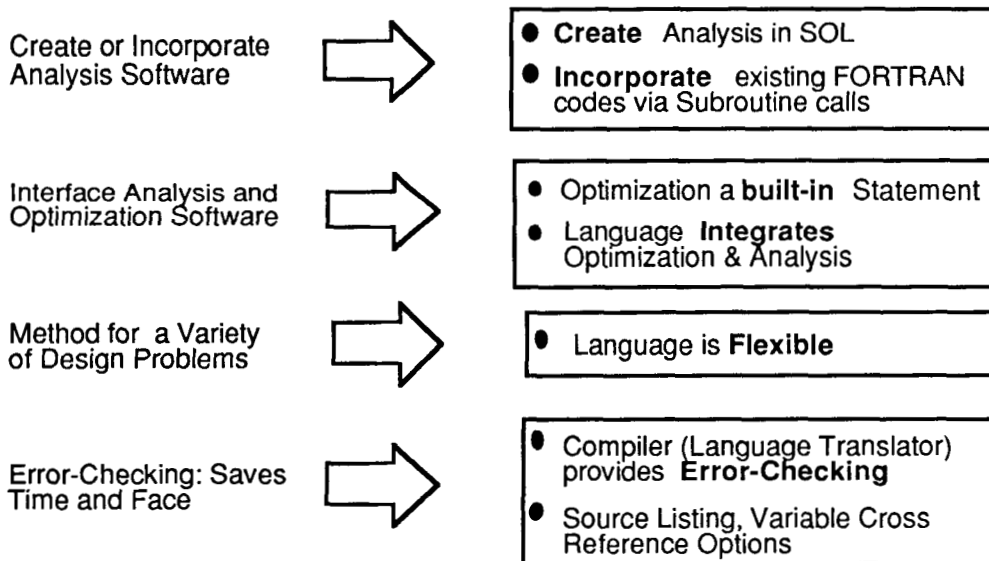 Create or Incorporate
Analysis Software
● Create Analysis in SOL
● Incorporate existing FORTRAN
codes via Subroutine calls
Interface Analysis and
Optimization Software
● Optimization a built-in Statement
● Language Integrates
Optimization & Analysis
Method for a Variety
of Design Problems
● Language is Flexible
Error-Checking: Saves
Time and Face
● Compiler (Language Translator)
provides Error-Checking
● Source Listing, Variable Cross
Reference Options